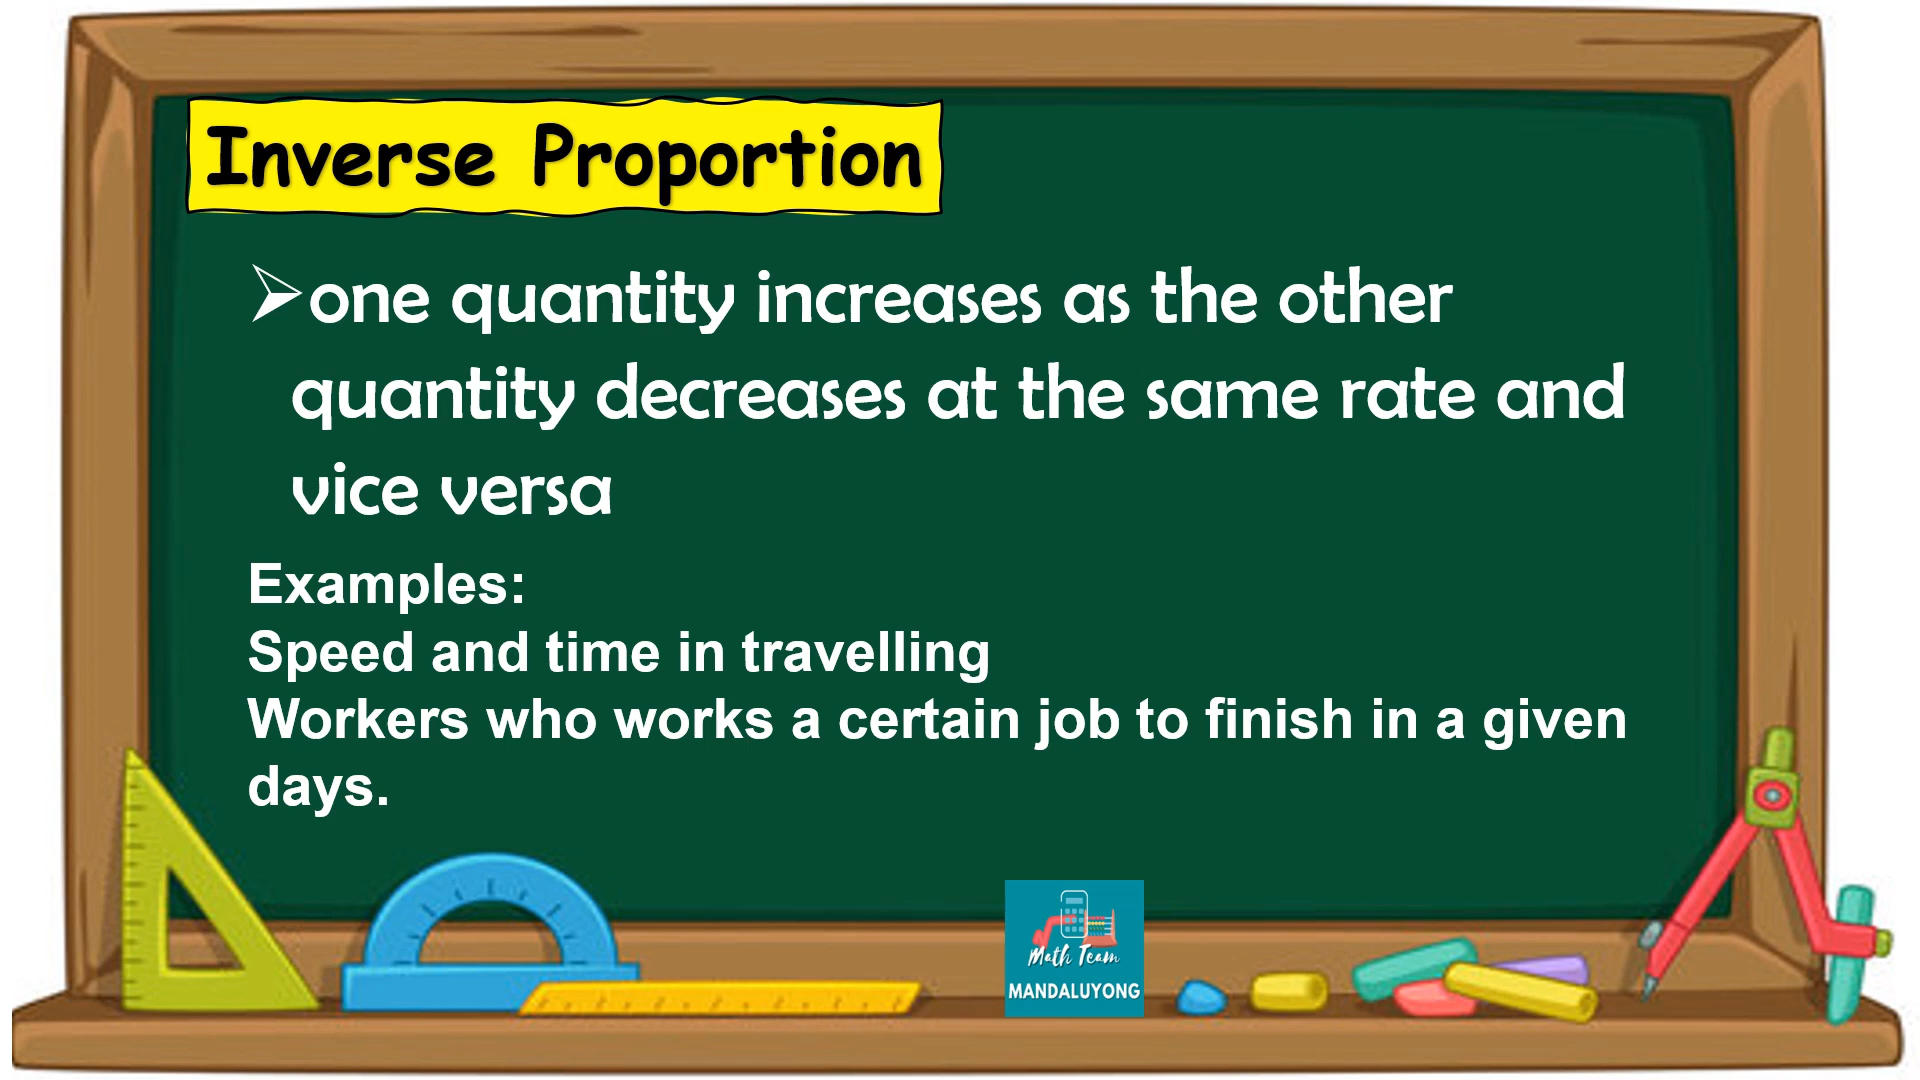 Inverse Proportion
➢one quantity increases as the other
quantity decreases at the same rate and
vice versa
Examples:
Speed and time in travelling
Workers who works a certain job to finish in a given
days.
Math Team
MANDALUYONG